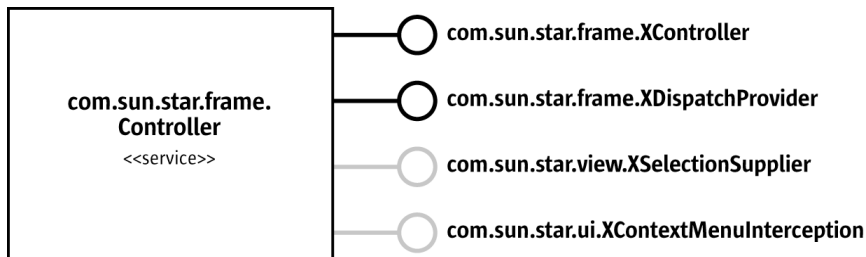 com.sun.star.frame.
Controller
<<service>>
com.sun.star.frame.XController
com.sun.star.frame.XDispatchProvider
com.sun.star.view.XSelectionSupplier
com.sun.star.ui.XContextMenuInterception